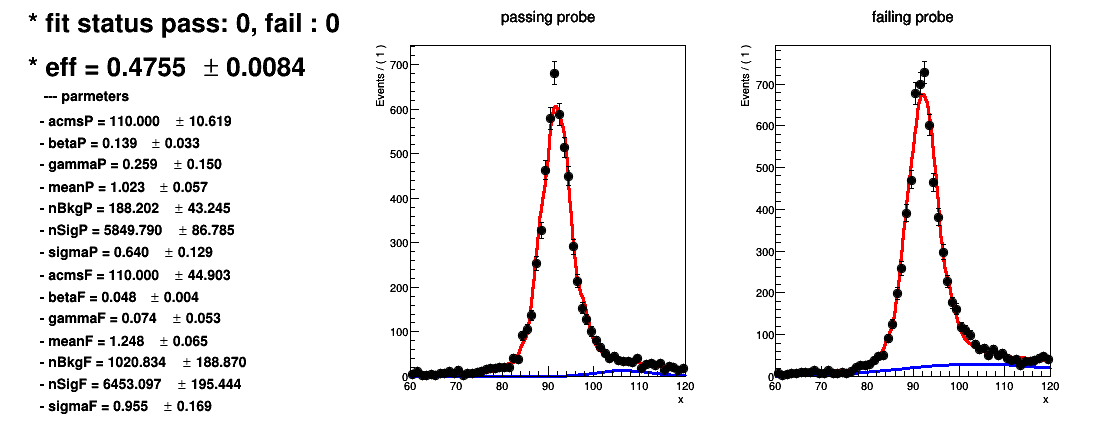 * fit status pass: 0, fail : 0
* eff = 0.4755 ± 0.0084
--- parmeters
- acmsP = 110.000 ± 10.619
- betaP = 0.139 ± 0.033
- gammaP = 0.259 ± 0.150
- meanP = 1.023 ± 0.057
- nBkgP = 188.202 ± 43.245
- nSigP = 5849.790 ± 86.785
- sigmaP = 0.640 ± 0.129
- acmsF = 110.000 ± 44.903
- betaF = 0.048 ± 0.004
- gammaF = 0.074 ± 0.053
- meanF = 1.248 ± 0.065
- nBkgF = 1020.834 ± 188.870
- nSigF = 6453.097 ± 195.444
- sigmaF = 0.955 ± 0.169
passing probe
Events / ( 1 )
700
600
500
400
300
200
100
0
60 70 80 90 100 110 120
x
failing probe
Events / ( 1 )
700
600
500
400
300
200
100
0
60 70 80 90 100 110 120
x